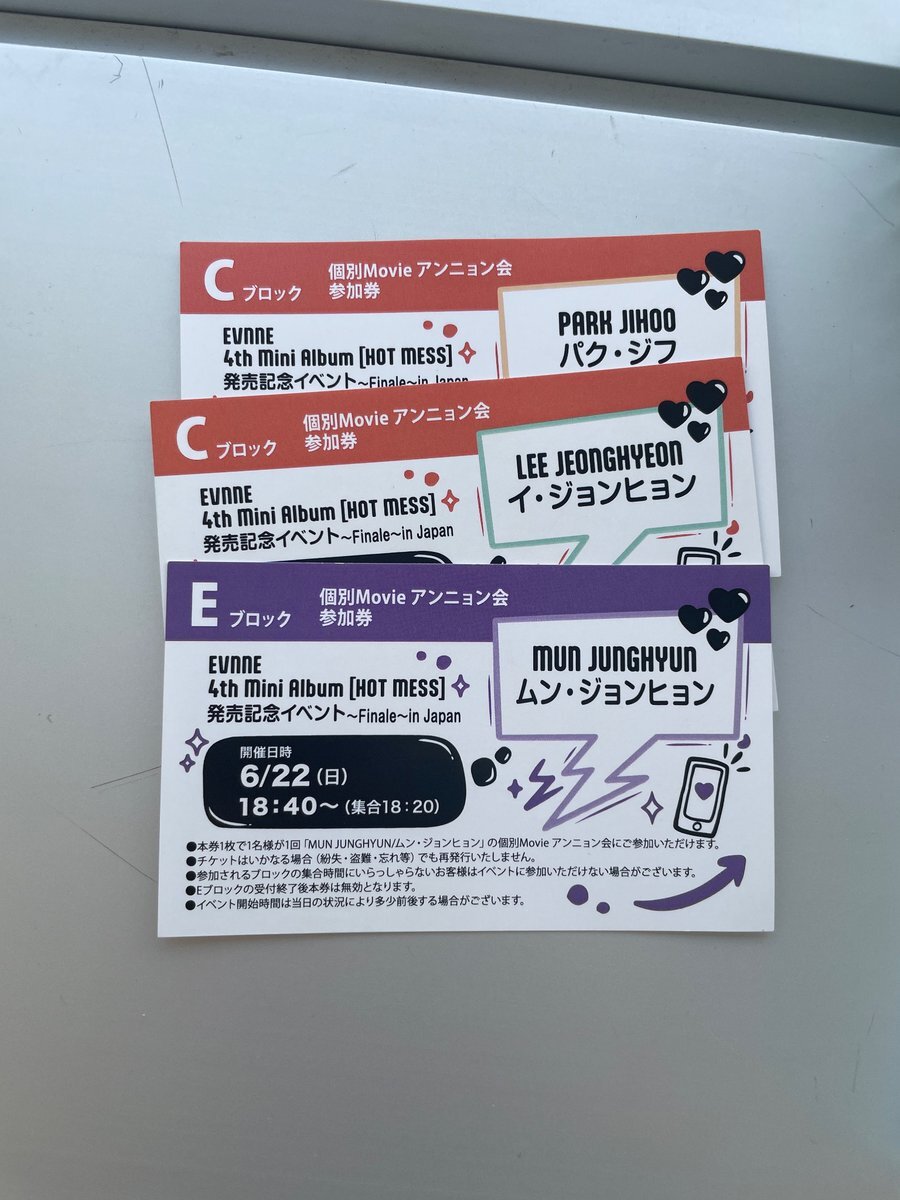 C ブロック
個別Movie アンニョン会
参加券
EVNNE
4th Mini Album [HOT MESS]
発売記念イベント～Finale～in Japan
PARK JIHOO
パク・ジフ
C ブロック
個別Movie アンニョン会
参加券
EVNNE
4th Mini Album [HOT MESS]
発売記念イベント～Finale～in Japan
LEE JEONGHYEON
イ・ジョンヒョン
E ブロック
個別Movie アンニョン会
参加券
EVNNE
4th Mini Album [HOT MESS]
発売記念イベント～Finale～in Japan
MUN JUNGHYUN
ムン・ジョンヒョン
開催日時
6/22（日）
18:40～（集合18：20）
●本券1枚で1名様が1回「MUN JUNGHYUN/ムン・ジョンヒョン」の個別Movie アンニョン会にご参加いただけます。
●チケットはいかなる場合（紛失・盗難・忘れ等）でも再発行いたしません。
●参加されるブロックの集合時間にいらっしゃらないお客様はイベントに参加いただけない場合がございます。
●Eブロックの受付終了後本券は無効となります。
●イベント開始時間は当日の状況により多少前後する場合がございます。